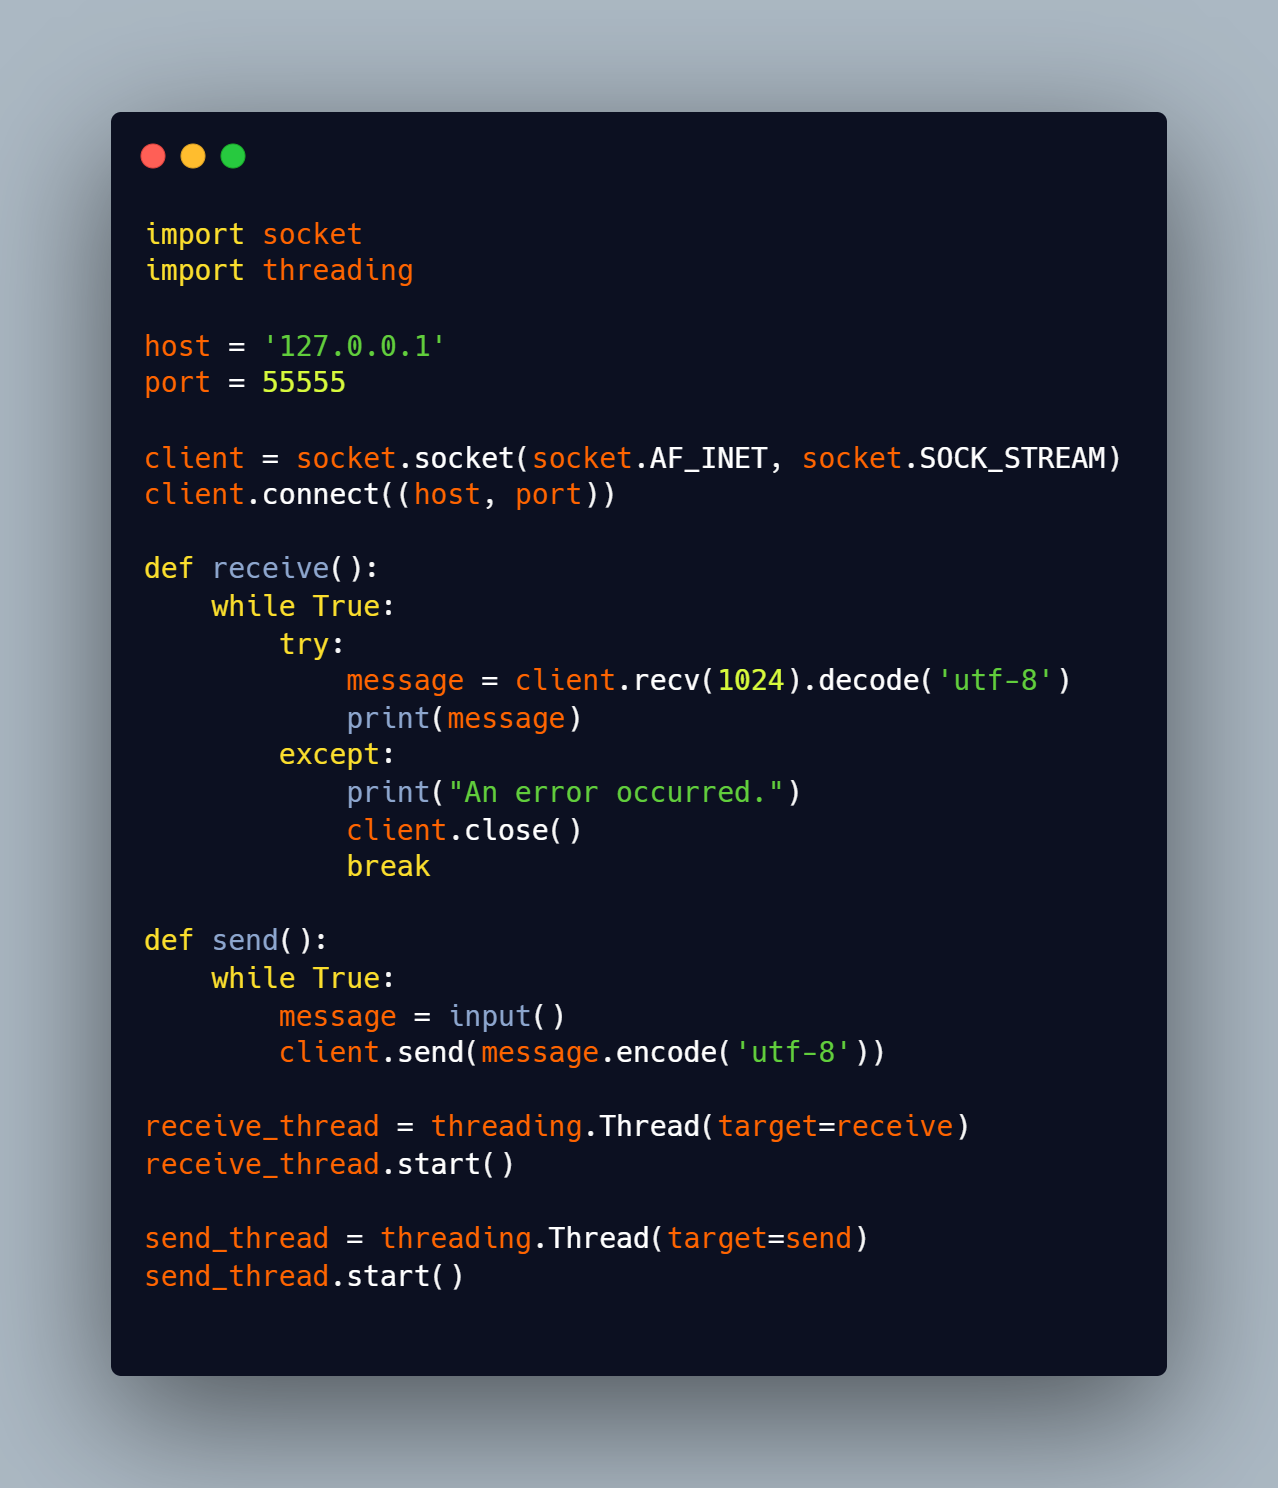 import socket
import threading

host = '127.0.0.1'
port = 55555

client = socket.socket(socket.AF_INET, socket.SOCK_STREAM)
client.connect((host, port))

def receive():
    while True:
        try:
            message = client.recv(1024).decode('utf-8')
            print(message)
        except:
            print("An error occurred.")
            client.close()
            break

def send():
    while True:
        message = input()
        client.send(message.encode('utf-8'))

receive_thread = threading.Thread(target=receive)
receive_thread.start()

send_thread = threading.Thread(target=send)
send_thread.start()